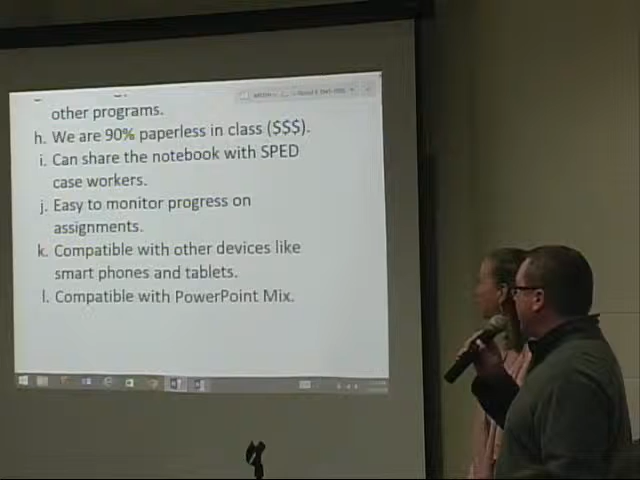 other programs.
h. We are 90% paperless in class ($$$).
i. Can share the notebook with SPED
case workers.
j. Easy to monitor progress on
assignments.
k. Compatible with other devices like
smart phones and tablets.
l. Compatible with PowerPoint Mix.